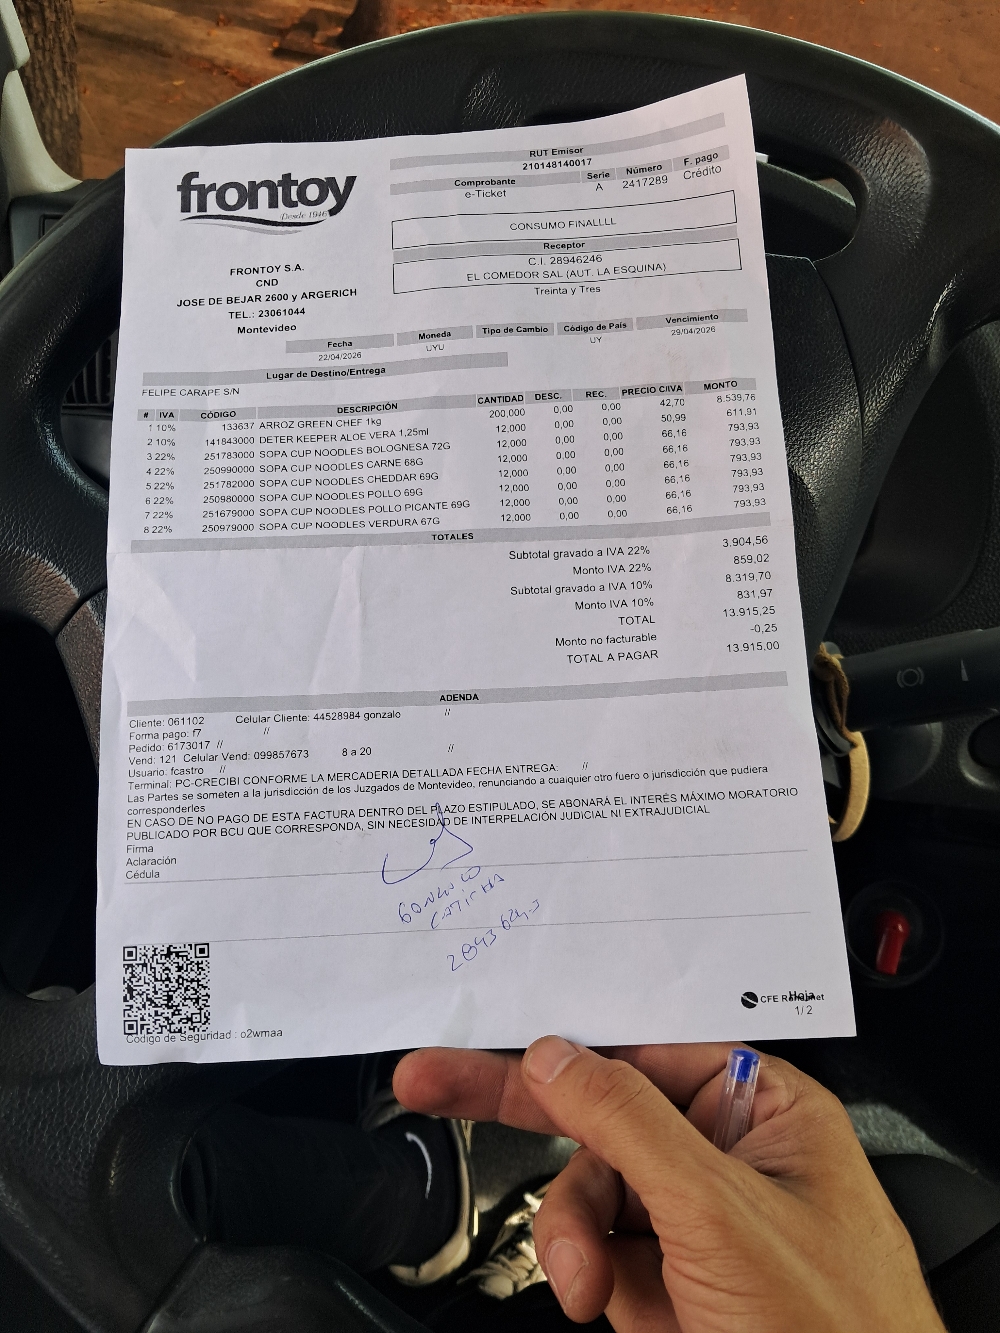 frontoy
Desde 1946
FRONTOY S.A.
CND
JOSE DE BEJAR 2600 y ARGERICH
TEL.: 23061044
Montevideo
RUT Emisor
210148140017
Comprobante Serie Número F. pago
e-Ticket A 2417289 Crédito
CONSUMO FINALLLL
Receptor
C.I. 28946246
EL COMEDOR SAL (AUT. LA ESQUINA)
Treinta y Tres
Fecha Moneda Tipo de Cambio Código de País Vencimiento
22/04/2026 UYU UY 29/04/2026
Lugar de Destino/Entrega
FELIPE CARAPE S/N
# IVA CÓDIGO DESCRIPCIÓN CANTIDAD DESC. REC. PRECIO C/IVA MONTO
1 10% 133637 ARROZ GREEN CHEF 1kg 200,000 0,00 0,00 42,70 8.539,76
2 10% 141843000 DETER KEEPER ALOE VERA 1,25ml 12,000 0,00 0,00 50,99 611,91
3 22% 251783000 SOPA CUP NOODLES BOLOGNESA 72G 12,000 0,00 0,00 66,16 793,93
4 22% 250990000 SOPA CUP NOODLES CARNE 68G 12,000 0,00 0,00 66,16 793,93
5 22% 251782000 SOPA CUP NOODLES CHEDDAR 69G 12,000 0,00 0,00 66,16 793,93
6 22% 250980000 SOPA CUP NOODLES POLLO 69G 12,000 0,00 0,00 66,16 793,93
7 22% 251679000 SOPA CUP NOODLES POLLO PICANTE 69G 12,000 0,00 0,00 66,16 793,93
8 22% 250979000 SOPA CUP NOODLES VERDURA 67G 12,000 0,00 0,00 66,16 793,93
TOTALES
Subtotal gravado a IVA 22% 3.904,56
Monto IVA 22% 859,02
Subtotal gravado a IVA 10% 8.319,70
Monto IVA 10% 831,97
TOTAL 13.915,25
Monto no facturable -0,25
TOTAL A PAGAR 13.915,00
ADENDA
Cliente: 061102 Celular Cliente: 44528984 gonzalo //
Forma pago: f7 //
Pedido: 6173017 //
Vend: 121 Celular Vend: 099857673 8 a 20 //
Usuario: fcastro //
Terminal: PC-CRECIBI CONFORME LA MERCADERIA DETALLADA FECHA ENTREGA: //
Las Partes se someten a la jurisdicción de los Juzgados de Montevideo, renunciando a cualquier otro fuero o jurisdicción que pudiera
corresponderles
EN CASO DE NO PAGO DE ESTA FACTURA DENTRO DEL PLAZO ESTIPULADO, SE ABONARÁ EL INTERÉS MÁXIMO MORATORIO
PUBLICADO POR BCU QUE CORRESPONDA, SIN NECESIDAD DE INTERPELACIÓN JUDICIAL NI EXTRAJUDICIAL
Firma
Aclaración
Cédula
Código de Seguridad : o2wmaa
CFE
Hoja
1/ 2